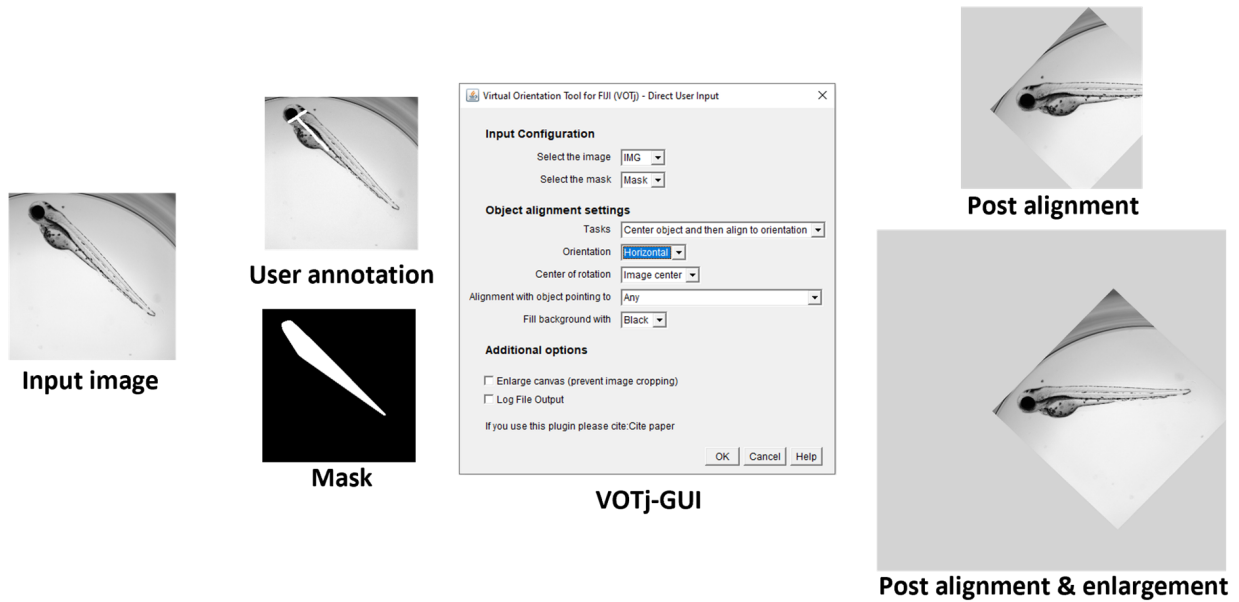 Input image
User annotation
Mask
Virtual Orientation Tool for FIJI (VOTj) - Direct User Input
Input Configuration
Select the image IMG
Select the mask Mask
Object alignment settings
Tasks Center object and then align to orientation
Orientation Horizontal
Center of rotation Image center
Alignment with object pointing to Any
Fill background with Black
Additional options
Enlarge canvas (prevent image cropping)
Log File Output
If you use this plugin please cite:Cite paper
OK Cancel Help
VOTj-GUI
Post alignment
Post alignment & enlargement